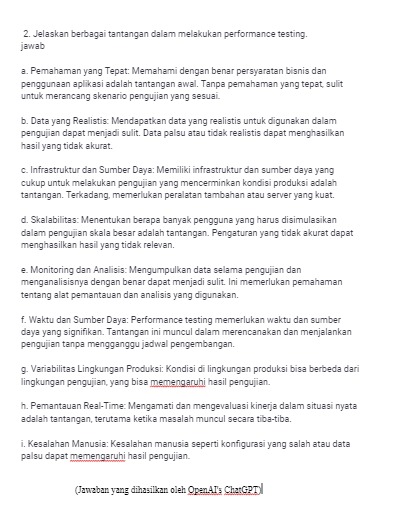 2. Jelaskan berbagai tantangan dalam melakukan performance testing.
jawab
a. Pemahaman yang Tepat: Memahami dengan benar persyaratan bisnis dan
penggunaan aplikasi adalah tantangan awal. Tanpa pemahaman yang tepat, sulit
untuk merancang skenario pengujian yang sesuai.
b. Data yang Realistis: Mendapatkan data yang realistis untuk digunakan dalam
pengujian dapat menjadi sulit. Data palsu atau tidak realistis dapat menghasilkan
hasil yang tidak akurat.
c. Infrastruktur dan Sumber Daya: Memiliki infrastruktur dan sumber daya yang
cukup untuk melakukan pengujian yang mencerminkan kondisi produksi adalah
tantangan. Terkadang, memerlukan peralatan tambahan atau server yang kuat.
d. Skalabilitas: Menentukan berapa banyak pengguna yang harus disimulasikan
dalam pengujian skala besar adalah tantangan. Pengaturan yang tidak akurat dapat
menghasilkan hasil yang tidak relevan.
e. Monitoring dan Analisis: Mengumpulkan data selama pengujian dan
menganalisisnya dengan benar dapat menjadi sulit. Ini memerlukan pemahaman
tentang alat pemantauan dan analisis yang digunakan.
f. Waktu dan Sumber Daya: Performance testing memerlukan waktu dan sumber
daya yang signifikan. Tantangan ini muncul dalam merencanakan dan menjalankan
pengujian tanpa mengganggu jadwal pengembangan.
g. Variabilitas Lingkungan Produksi: Kondisi di lingkungan produksi bisa berbeda dari
lingkungan pengujian, yang bisa memengaruhi hasil pengujian.
h. Pemantauan Real-Time: Mengamati dan mengevaluasi kinerja dalam situasi nyata
adalah tantangan, terutama ketika masalah muncul secara tiba-tiba.
i. Kesalahan Manusia: Kesalahan manusia seperti konfigurasi yang salah atau data
palsu dapat memengaruhi hasil pengujian.
(Jawaban yang dihasilkan oleh OpenAI's ChatGPT)